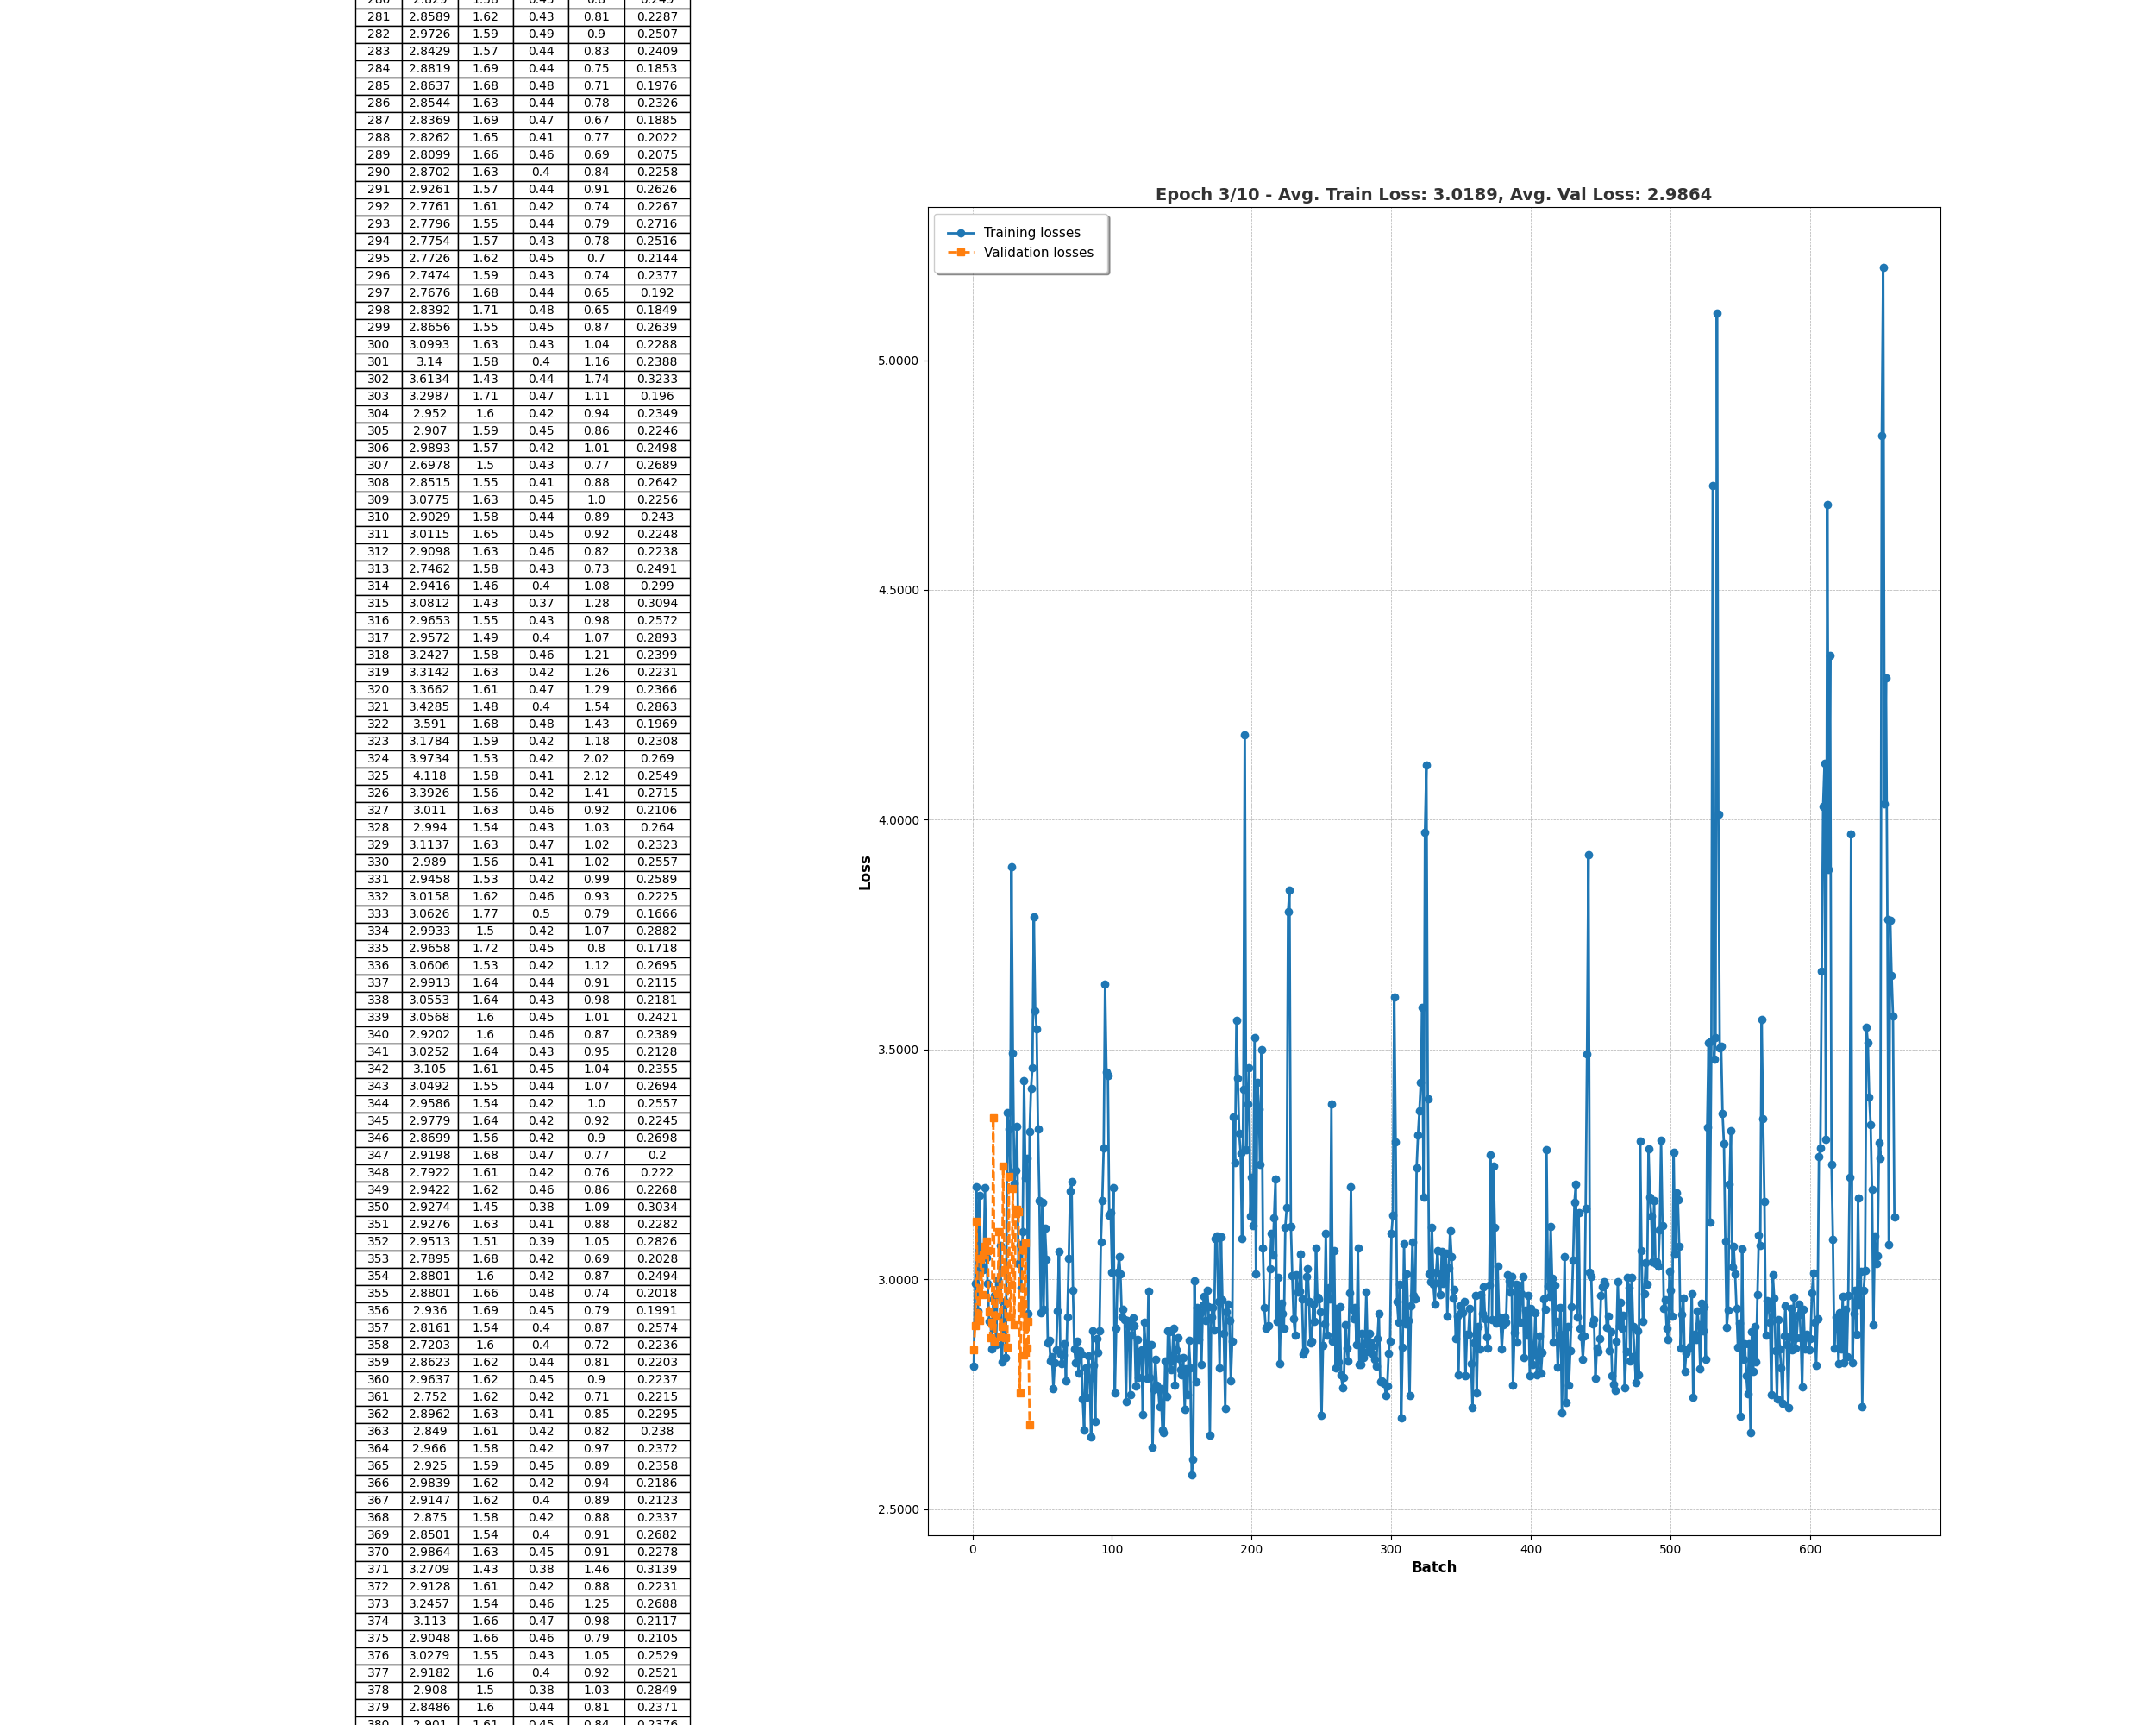 281 2.8589 1.62 0.43 0.81 0.2287
282 2.9726 1.59 0.49 0.9 0.2507
283 2.8429 1.57 0.44 0.83 0.2409
284 2.8819 1.69 0.44 0.75 0.1853
285 2.8637 1.68 0.48 0.71 0.1976
286 2.8544 1.63 0.44 0.78 0.2326
287 2.8369 1.69 0.47 0.67 0.1885
288 2.8262 1.65 0.41 0.77 0.2022
289 2.8099 1.66 0.46 0.69 0.2075
290 2.8702 1.63 0.4 0.84 0.2258
291 2.9261 1.57 0.44 0.91 0.2626
292 2.7761 1.61 0.42 0.74 0.2267
293 2.7796 1.55 0.44 0.79 0.2716
294 2.7754 1.57 0.43 0.78 0.2516
295 2.7726 1.62 0.45 0.7 0.2144
296 2.7474 1.59 0.43 0.74 0.2377
297 2.7676 1.68 0.44 0.65 0.192
298 2.8392 1.71 0.48 0.65 0.1849
299 2.8656 1.55 0.45 0.87 0.2639
300 3.0993 1.63 0.43 1.04 0.2288
301 3.14 1.58 0.4 1.16 0.2388
302 3.6134 1.43 0.44 1.74 0.3233
303 3.2987 1.71 0.47 1.11 0.196
304 2.952 1.6 0.42 0.94 0.2349
305 2.907 1.59 0.45 0.86 0.2246
306 2.9893 1.57 0.42 1.01 0.2498
307 2.6978 1.5 0.43 0.77 0.2689
308 2.8515 1.55 0.41 0.88 0.2642
309 3.0775 1.63 0.45 1.0 0.2256
310 2.9029 1.58 0.44 0.89 0.243
311 3.0115 1.65 0.45 0.92 0.2248
312 2.9098 1.63 0.46 0.82 0.2238
313 2.7462 1.58 0.43 0.73 0.2491
314 2.9416 1.46 0.4 1.08 0.299
315 3.0812 1.43 0.37 1.28 0.3094
316 2.9653 1.55 0.43 0.98 0.2572
317 2.9572 1.49 0.4 1.07 0.2893
318 3.2427 1.58 0.46 1.21 0.2399
319 3.3142 1.63 0.42 1.26 0.2231
320 3.3662 1.61 0.47 1.29 0.2366
321 3.4285 1.48 0.4 1.54 0.2863
322 3.591 1.68 0.48 1.43 0.1969
323 3.1784 1.59 0.42 1.18 0.2308
324 3.9734 1.53 0.42 2.02 0.269
325 4.118 1.58 0.41 2.12 0.2549
326 3.3926 1.56 0.42 1.41 0.2715
327 3.011 1.63 0.46 0.92 0.2106
328 2.994 1.54 0.43 1.03 0.264
329 3.1137 1.63 0.47 1.02 0.2323
330 2.989 1.56 0.41 1.02 0.2557
331 2.9458 1.53 0.42 0.99 0.2589
332 3.0158 1.62 0.46 0.93 0.2225
333 3.0626 1.77 0.5 0.79 0.1666
334 2.9933 1.5 0.42 1.07 0.2882
335 2.9658 1.72 0.45 0.8 0.1718
336 3.0606 1.53 0.42 1.12 0.2695
337 2.9913 1.64 0.44 0.91 0.2115
338 3.0553 1.64 0.43 0.98 0.2181
339 3.0568 1.6 0.45 1.01 0.2421
340 2.9202 1.6 0.46 0.87 0.2389
341 3.0252 1.64 0.43 0.95 0.2128
342 3.105 1.61 0.45 1.04 0.2355
343 3.0492 1.55 0.44 1.07 0.2694
344 2.9586 1.54 0.42 1.0 0.2557
345 2.9779 1.64 0.42 0.92 0.2245
346 2.8699 1.56 0.42 0.9 0.2698
347 2.9198 1.68 0.47 0.77 0.2
348 2.7922 1.61 0.42 0.76 0.222
349 2.9422 1.62 0.46 0.86 0.2268
350 2.9274 1.45 0.38 1.09 0.3034
351 2.9276 1.63 0.41 0.88 0.2282
352 2.9513 1.51 0.39 1.05 0.2826
353 2.7895 1.68 0.42 0.69 0.2028
354 2.8801 1.6 0.42 0.87 0.2494
355 2.8801 1.66 0.48 0.74 0.2018
356 2.936 1.69 0.45 0.79 0.1991
357 2.8161 1.54 0.4 0.87 0.2574
358 2.7203 1.6 0.4 0.72 0.2236
359 2.8623 1.62 0.44 0.81 0.2203
360 2.9637 1.62 0.45 0.9 0.2237
361 2.752 1.62 0.42 0.71 0.2215
362 2.8962 1.63 0.41 0.85 0.2295
363 2.849 1.61 0.42 0.82 0.238
364 2.966 1.58 0.42 0.97 0.2372
365 2.925 1.59 0.45 0.89 0.2358
366 2.9839 1.62 0.42 0.94 0.2186
367 2.9147 1.62 0.4 0.89 0.2123
368 2.875 1.58 0.42 0.88 0.2337
369 2.8501 1.54 0.4 0.91 0.2682
370 2.9864 1.63 0.45 0.91 0.2278
371 3.2709 1.43 0.38 1.46 0.3139
372 2.9128 1.61 0.42 0.88 0.2231
373 3.2457 1.54 0.46 1.25 0.2688
374 3.113 1.66 0.47 0.98 0.2117
375 2.9048 1.66 0.46 0.79 0.2105
376 3.0279 1.55 0.43 1.05 0.2529
377 2.9182 1.6 0.4 0.92 0.2521
378 2.908 1.5 0.38 1.03 0.2849
379 2.8486 1.6 0.44 0.81 0.2371
380 2.901 1.61 0.45 0.84 0.2376
Epoch 3/10 - Avg. Train Loss: 3.0189, Avg. Val Loss: 2.9864
Training losses
Validation losses
5.0000
4.5000
4.0000
3.5000
3.0000
2.5000
Loss
0 100 200 300 400 500 600
Batch